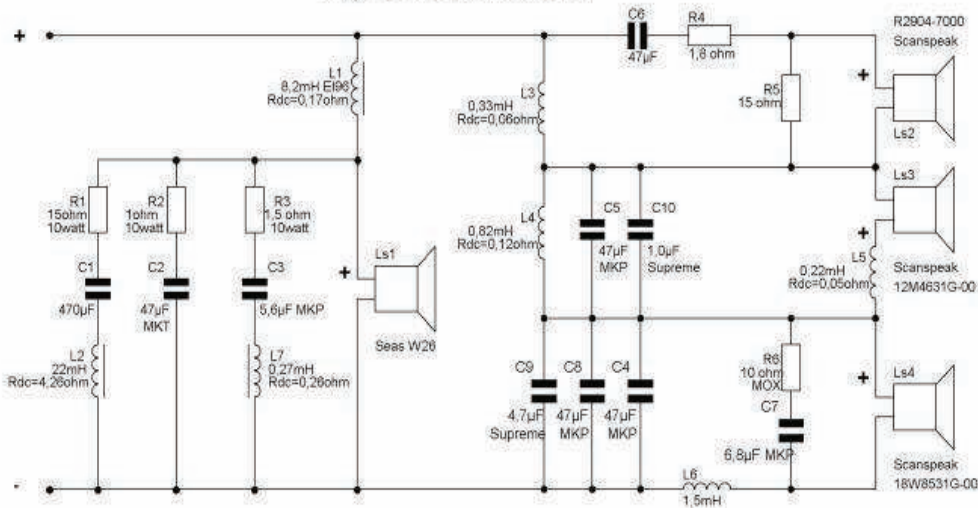 +
L1
8,2mH EI96
Rdc=0,17ohm
R1
15ohm
10watt
C1
470µF
L2
22mH
Rdc=4,26ohm
R2
1ohm
10watt
C2
47µF
MKT
R3
1,5 ohm
10watt
C3
5,6µF MKP
L7
0,27mH
Rdc=0,26ohm
Ls1
+
Seas W26
C6
47µF
R4
1,8 ohm
L3
0,33mH
Rdc=0,06ohm
R5
15 ohm
R2904-7000
Scanspeak
+
Ls2
L4
0,82mH
Rdc=0,12ohm
C5
47µF
MKP
C10
1,0µF
Supreme
Ls3
+
L5
0,22mH
Rdc=0,05ohm
Scanspeak
12M4631G-00
C9
4,7µF
Supreme
C8
47µF
MKP
C4
47µF
MKP
R6
10 ohm
MOX
C7
6,8µF MKP
L6
1,5mH
Ls4
+
Scanspeak
18W8531G-00
-